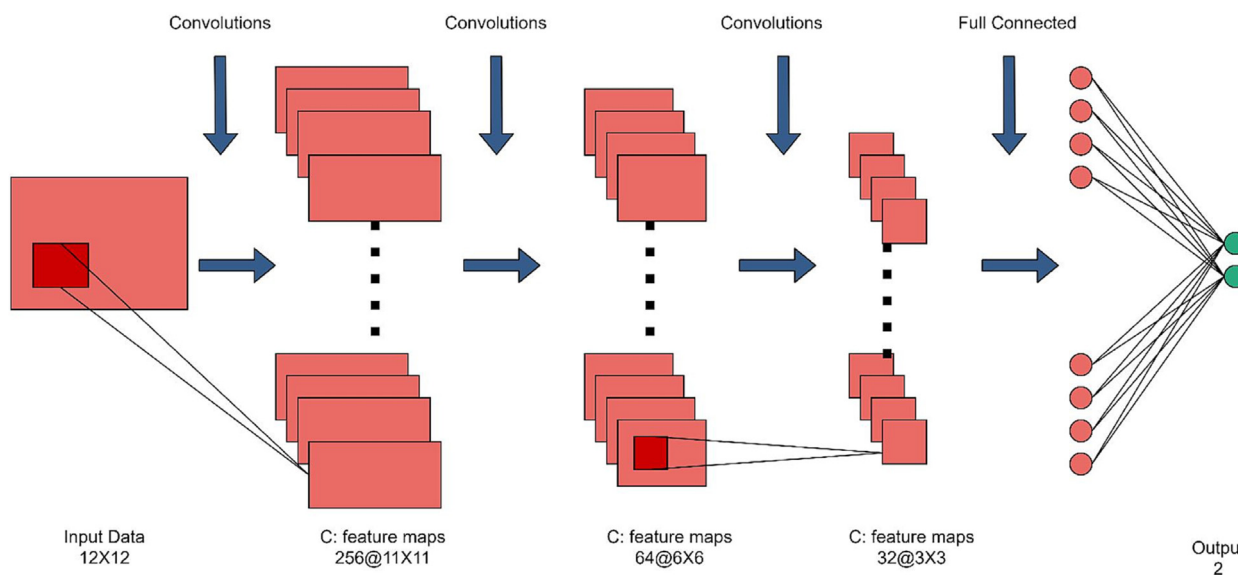 Convolutions
Convolutions
Convolutions
Full Connected
Input Data
12X12
C: feature maps
256@11X11
C: feature maps
64@6X6
C: feature maps
32@3X3
Outpu
2